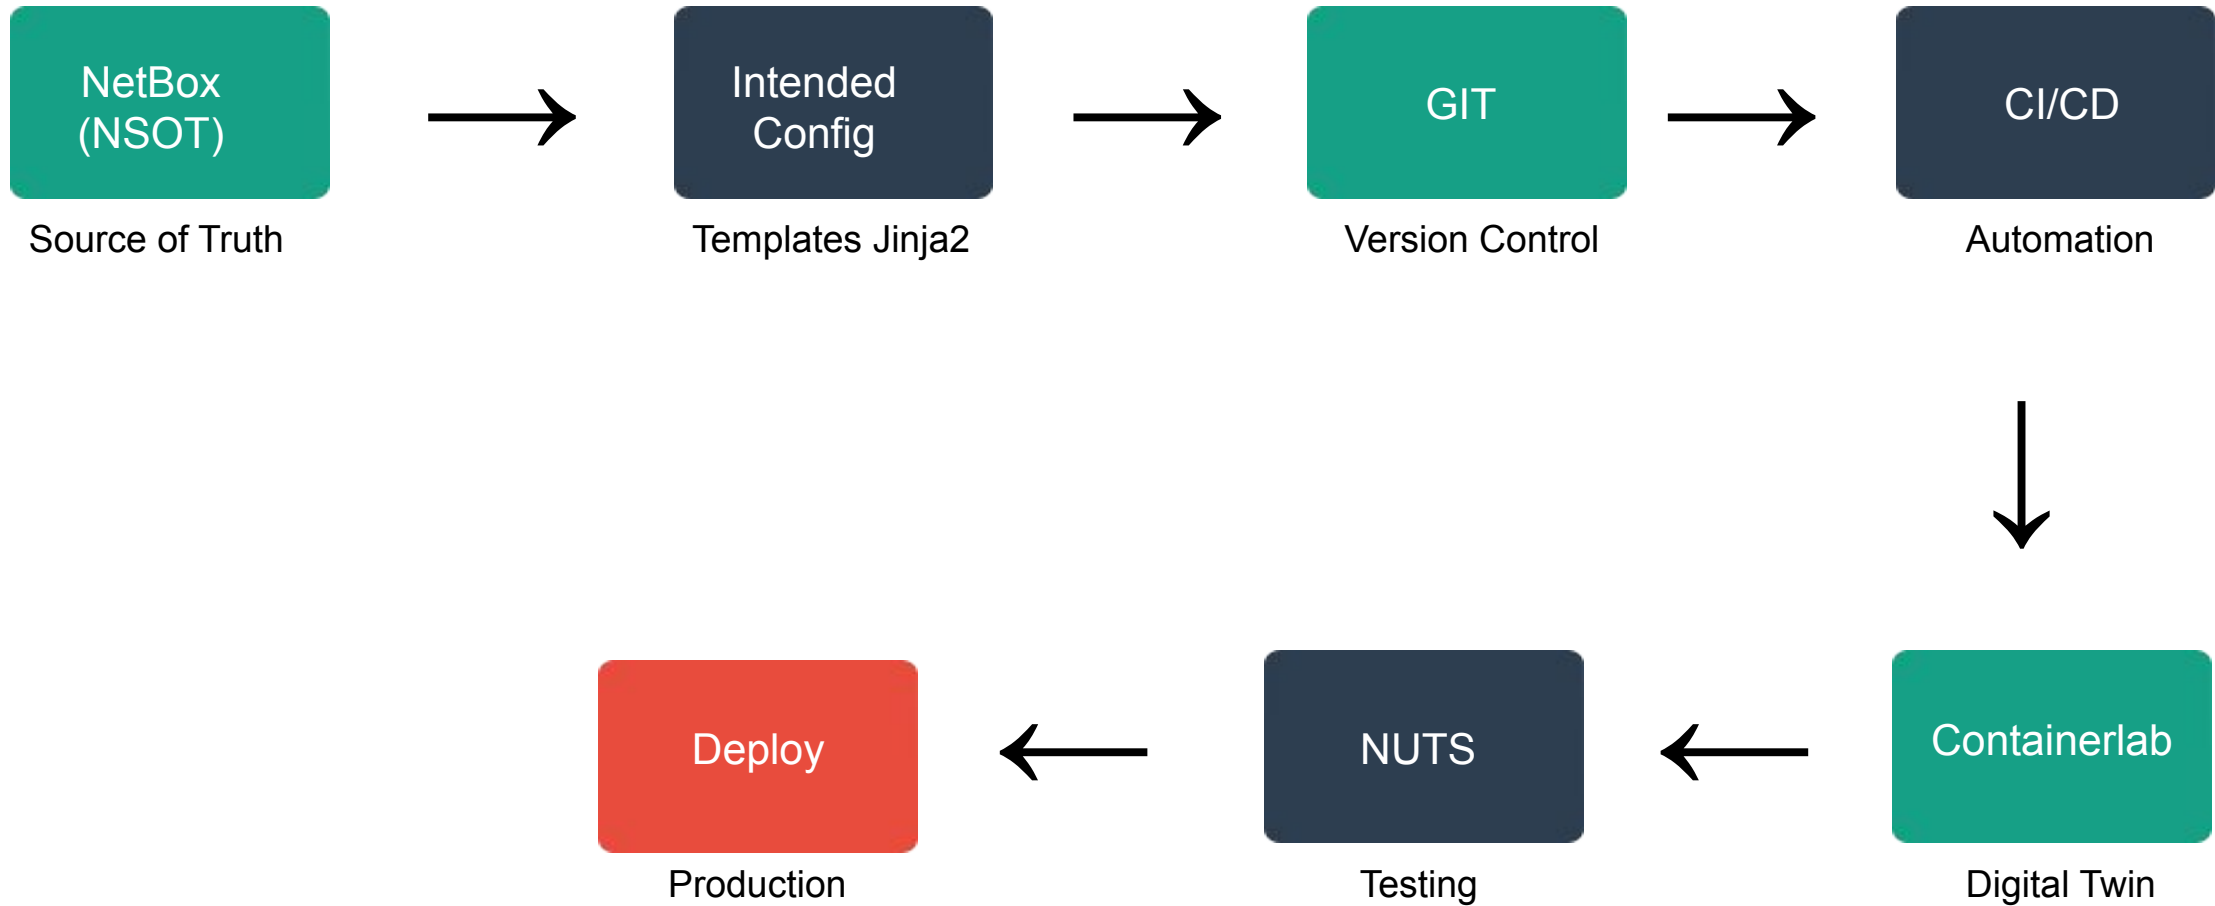 NetBox
(NSOT)
Intended
Config
GIT
CI/CD
Source of Truth
Templates Jinja2
Version Control
Automation
Deploy
NUTS
Containerlab
Production
Testing
Digital Twin